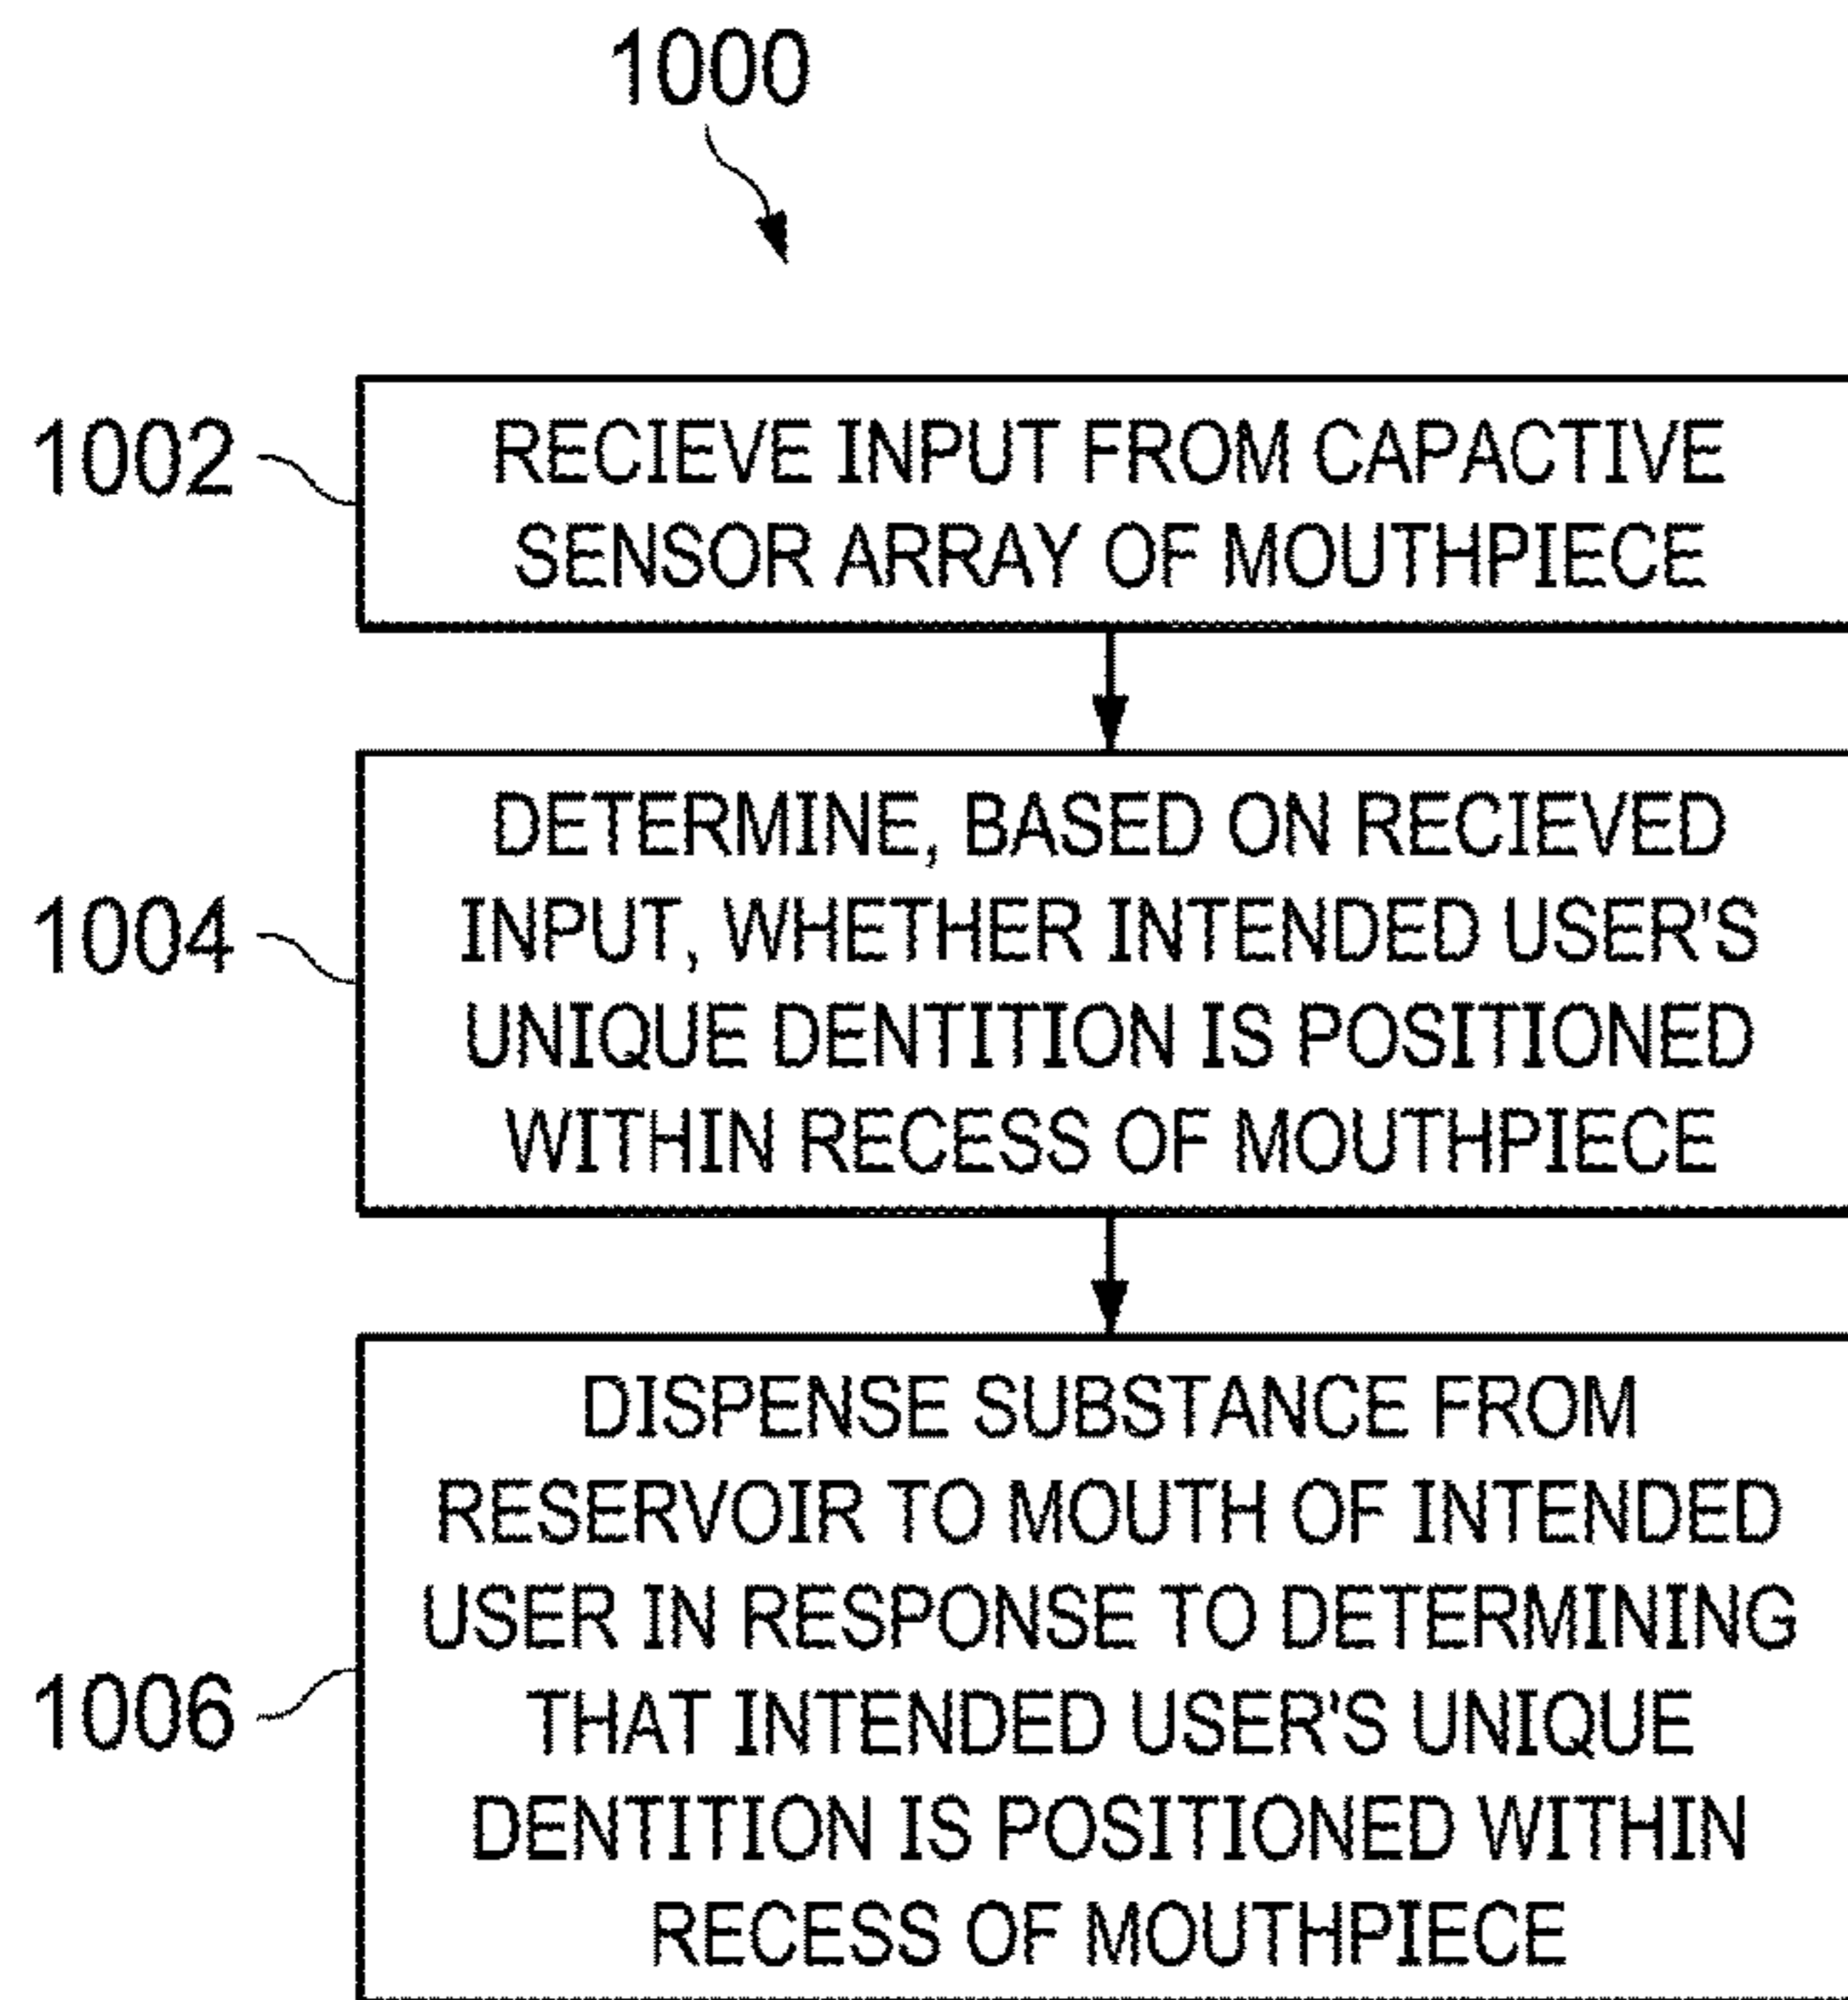 1000
1002
RECIEVE INPUT FROM CAPACTIVE
SENSOR ARRAY OF MOUTHPIECE
1004
DETERMINE, BASED ON RECIEVED
INPUT, WHETHER INTENDED USER'S
UNIQUE DENTITION IS POSITIONED
WITHIN RECESS OF MOUTHPIECE
1006
DISPENSE SUBSTANCE FROM
RESERVOIR TO MOUTH OF INTENDED
USER IN RESPONSE TO DETERMINING
THAT INTENDED USER'S UNIQUE
DENTITION IS POSITIONED WITHIN
RECESS OF MOUTHPIECE